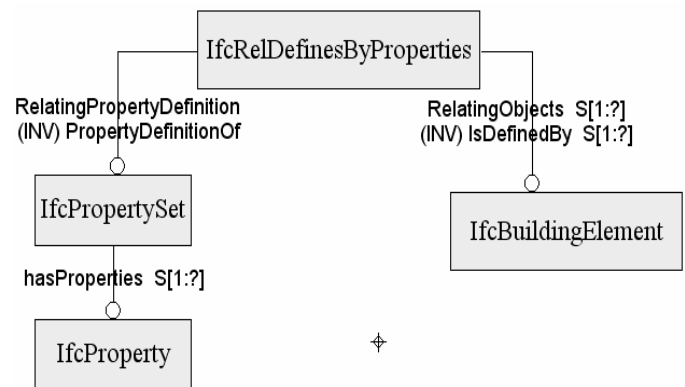 IfcRelDefinesByProperties
RelatingPropertyDefinition
(INV) PropertyDefinitionOf
RelatingObjects S[1:?]
(INV) IsDefinedBy S[1:?]
IfcPropertySet
IfcBuildingElement
hasProperties S[1:?]
IfcProperty